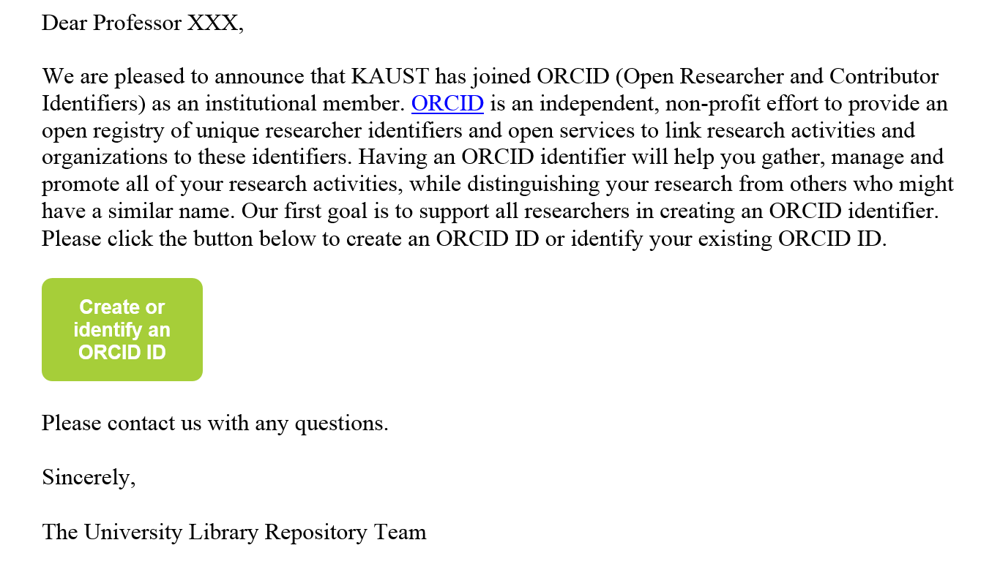 Dear Professor XXX,
We are pleased to announce that KAUST has joined ORCID (Open Researcher and Contributor
Identifiers) as an institutional member. ORCID is an independent, non-profit effort to provide an
open registry of unique researcher identifiers and open services to link research activities and
organizations to these identifiers. Having an ORCID identifier will help you gather, manage and
promote all of your research activities, while distinguishing your research from others who might
have a similar name. Our first goal is to support all researchers in creating an ORCID identifier.
Please click the button below to create an ORCID ID or identify your existing ORCID ID.
Create or
identify an
ORCID ID
Please contact us with any questions.
Sincerely,
The University Library Repository Team